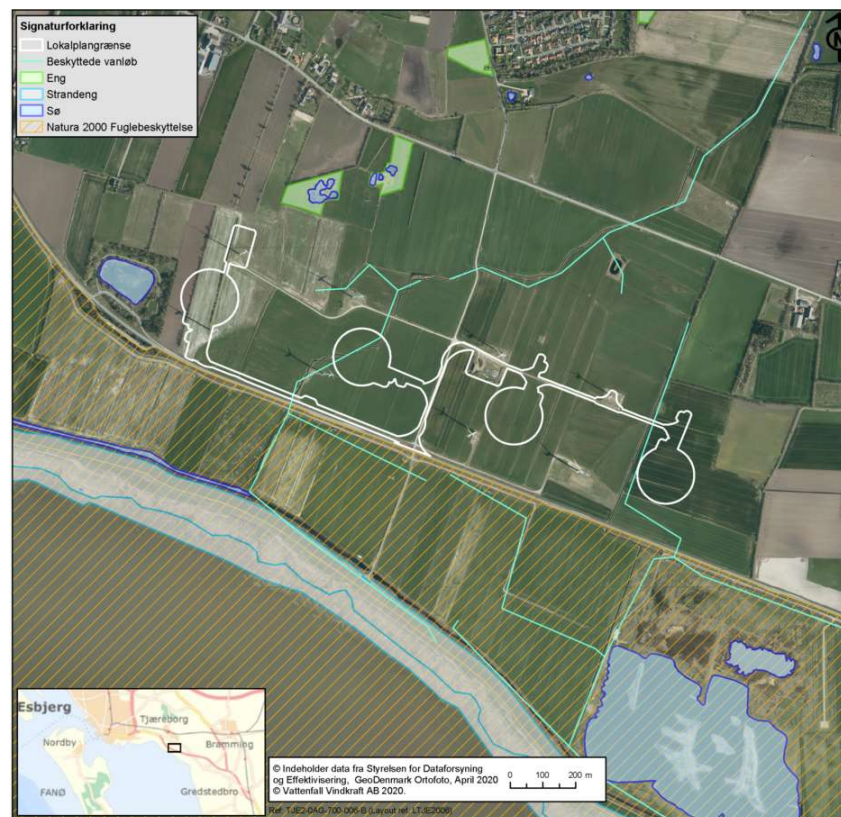 Signaturforklaring
Lokalplangrænse
Beskyttede vanløb
Eng
Strandeng
Sø
Natura 2000 Fuglebeskyttelse
N
Esbjerg
Tjæreborg
Nordby
Bramming
FANØ
Gredstedbro
© Indeholder data fra Styrelsen for Dataforsyning
og Effektivisering, GeoDenmark Ortofoto, April 2020
© Vattenfall Vindkraft AB 2020.
0 100 200 m
Ref: TJE2-0AG-700-006-B (Layout ref: LTJE2006)